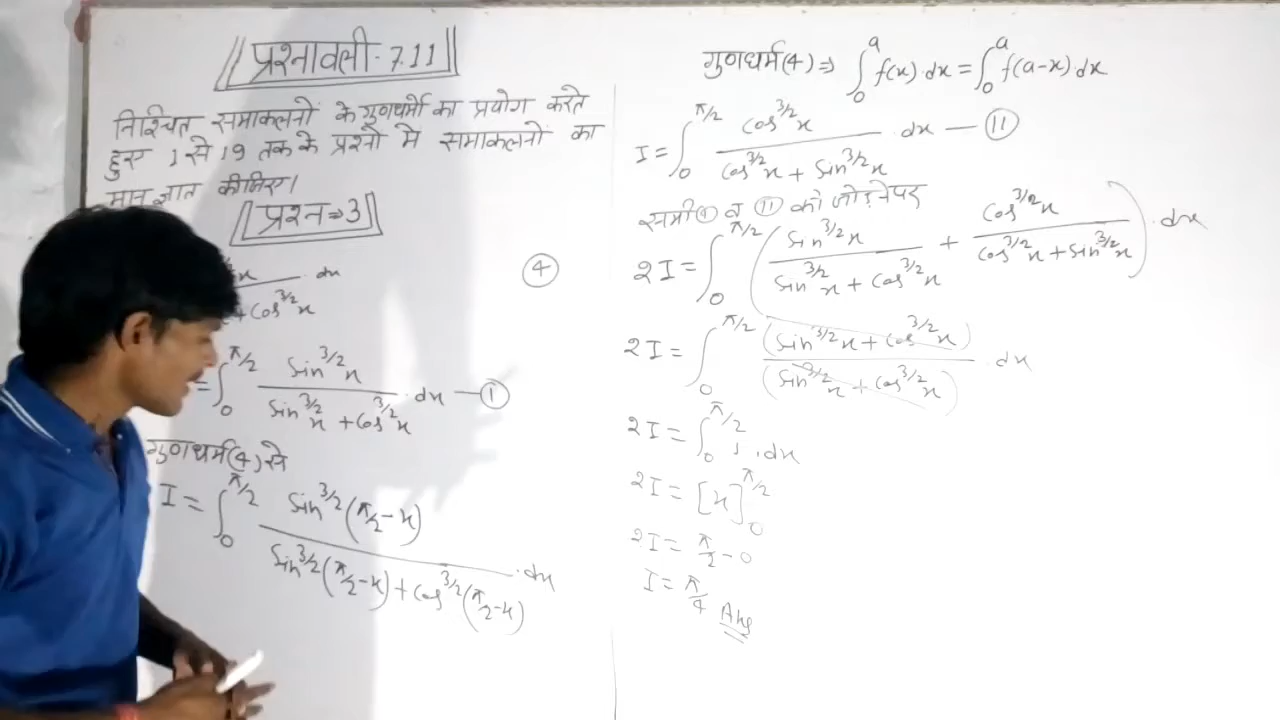 प्रश्नावली - 7.11
निश्चित समाकलनों के गुणधर्मो का प्रयोग करते
हुए 1 से 19 तक के प्रश्नो मे समाकलनों का
मान ज्ञात कीजिए।
प्रश्न ⇒ 3
x/ +cos^3/2 x . dx
④
= ∫_0^π/2 sin^3/2 x / sin^3/2 x + cos^3/2 x . dx — ①
गुणधर्म(4) से
I = ∫_0^π/2 sin^3/2 (π/2 - x) / sin^3/2 (π/2 - x) + cos^3/2 (π/2 - x) . dx
गुणधर्म(4) ⇒ ∫_0^a f(x) . dx = ∫_0^a f(a-x) . dx
I = ∫_0^π/2 cos^3/2 x / cos^3/2 x + sin^3/2 x . dx — ⑪
समी① व ⑪ को जोड़ने पर
2I = ∫_0^π/2 ( sin^3/2 x / sin^3/2 x + cos^3/2 x + cos^3/2 x / cos^3/2 x + sin^3/2 x ) . dx
2I = ∫_0^π/2 (sin^3/2 x + cos^3/2 x) / (sin^3/2 x + cos^3/2 x) . dx
2I = ∫_0^π/2 1 . dx
2I = [x]_0^π/2
2I = π/2 - 0
I = π/4 Ans